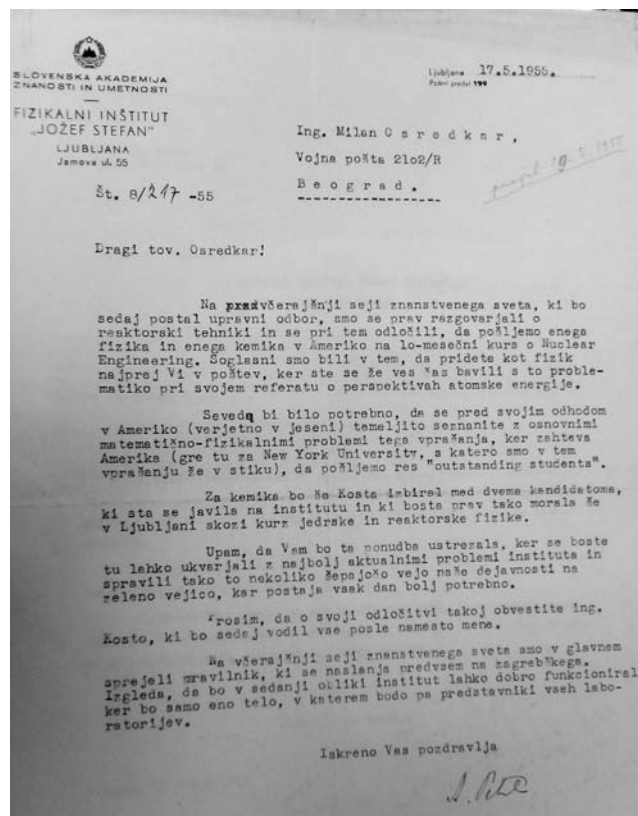 SLOVENSKA AKADEMIJA
ZNANOSTI IN UMETNOSTI
FIZIKALNI INŠTITUT
„JOŽEF STEFAN"
LJUBLJANA
Jamova ul. 55
Št. 8/217 -55
Ljubljana 17.5.1955.
Poštni predal 199
Ing. Milan O s r e d k a r ,
Vojna pošta 21o2/R
B e o g r a d .
prejel 19.5.1955
Dragi tov. Osredkar!
Na predvčerajšnji seji znanstvenega sveta, ki bo
sedaj postal upravni odbor, smo se prav razgovarjali o
reaktorski tehniki in se pri tem odločili, da pošljemo enega
fizika in enega kemika v Ameriko na lo-mesečni kurs o Nuclear
Engineering. Soglasni smo bili v tem, da pridete kot fizik
najprej Vi v poštev, ker ste se že ves čas bavili s to proble-
matiko pri svojem referatu o perspektivah atomske energije.
Seveda bi bilo potrebno, da se pred svojim odhodom
v Ameriko (verjetno v jeseni) temeljito seznanite z osnovnimi
matematično-fizikalnimi problemi tega vprašanja, ker zahteva
Amerika (gre tu za New York University, s katero smo v tem
vprašanju že v stiku), da pošljemo res "outstanding students".
Za kemika bo še Kosta izbiral med dvema kandidatoma,
ki sta se javila na institutu in ki bosta prav tako morala še
v Ljubljani skozi kurz jedrske in reaktorske fizike.
Upam, da Vam bo ta ponudba ustrezala, ker se boste
tu lahko ukvarjali z najbolj aktualnimi problemi instituta in
spravili tako to nekoliko šepajočo vejo naše dejavnosti na
zeleno vejico, kar postaja vsak dan bolj potrebno.
Prosim, da o svoji odločitvi takoj obvestite ing.
Kosto, ki bo sedaj vodil vse posle namesto mene.
Na včerajšnji seji znanstvenega sveta smo v glavnem
sprejeli pravilnik, ki se naslanja predvsem na zagrebškega.
Izgleda, da bo v sedanji obliki institut lahko dobro funkcioniral
ker bo samo eno telo, v katerem bodo pa predstavniki vseh labo-
ratorijev.
Iskreno Vas pozdravlja